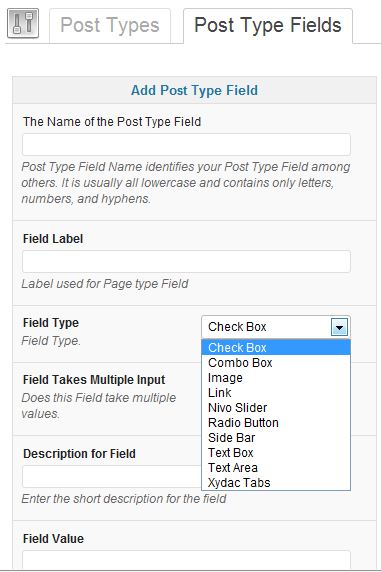 Post Types
Post Type Fields
Add Post Type Field
The Name of the Post Type Field
Post Type Field Name identifies your Post Type Field among
others. It is usually all lowercase and contains only letters,
numbers, and hyphens.
Field Label
Label used for Page type Field
Field Type
Field Type.
Check Box
Check Box
Combo Box
Image
Link
Nivo Slider
Radio Button
Side Bar
Text Box
Text Area
Xydac Tabs
Field Takes Multiple Input
Does this Field take multiple
values.
Description for Field
Enter the short description for the field
Field Value